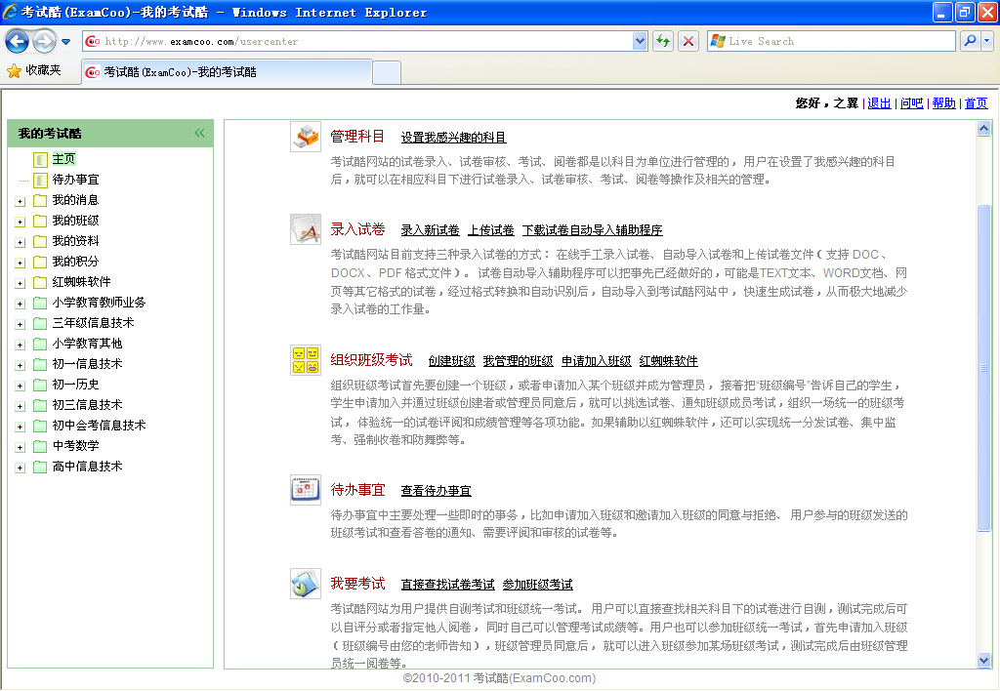 考试酷(ExamCoo)-我的考试酷 - Windows Internet Explorer
http://www.examcoo.com/usercenter
Live Search
收藏夹
考试酷(ExamCoo)-我的考试酷
您好，之翼 | 退出 | 问吧 | 帮助 | 首页
我的考试酷
主页
待办事宜
我的消息
我的班级
我的资料
我的积分
红蜘蛛软件
小学教育教师业务
三年级信息技术
小学教育其他
初一信息技术
初一历史
初三信息技术
初中会考信息技术
中考数学
高中信息技术
管理科目 设置我感兴趣的科目
考试酷网站的试卷录入、试卷审核、考试、阅卷都是以科目为单位进行管理的，用户在设置了我感兴趣的科目
后，就可以在相应科目下进行试卷录入、试卷审核、考试、阅卷等操作及相关的管理。
录入试卷 录入新试卷 上传试卷 下载试卷自动导入辅助程序
考试酷网站目前支持三种录入试卷的方式：在线手工录入试卷、自动导入试卷和上传试卷文件（支持 DOC、
DOCX、PDF 格式文件）。 试卷自动导入辅助程序可以把事先已经做好的，可能是TEXT文本、WORD文档、网
页等其它格式的试卷，经过格式转换和自动识别后，自动导入到考试酷网站中，快速生成试卷，从而极大地减少
录入试卷的工作量。
组织班级考试 创建班级 我管理的班级 申请加入班级 红蜘蛛软件
组织班级考试首先要创建一个班级，或者申请加入某个班级并成为管理员，接着把“班级编号”告诉自己的学生，
学生申请加入并通过班级创建者或管理员同意后，就可以挑选试卷、通知班级成员考试，组织一场统一的班级考
试，体验统一的试卷评阅和成绩管理等各项功能。如果辅助以红蜘蛛软件，还可以实现统一分发试卷、集中监
考、强制收卷和防舞弊等。
待办事宜 查看待办事宜
待办事宜中主要处理一些即时的事务，比如申请加入班级和邀请加入班级的同意与拒绝、 用户参与的班级发送的
班级考试和查看答卷的通知、需要评阅和审核的试卷等。
我要考试 直接查找试卷考试 参加班级考试
考试酷网站为用户提供自测考试和班级统一考试。 用户可以直接查找相关科目下的试卷进行自测，测试完成后可
以自评分或者指定他人阅卷，同时自己可以管理考试成绩等。用户也可以参加班级统一考试，首先申请加入班级
（班级编号由您的老师告知），班级管理员同意后，就可以进入班级参加某场班级考试，测试完成后由班级管理
员统一阅卷等。
©2010-2011 考试酷(ExamCoo.com)